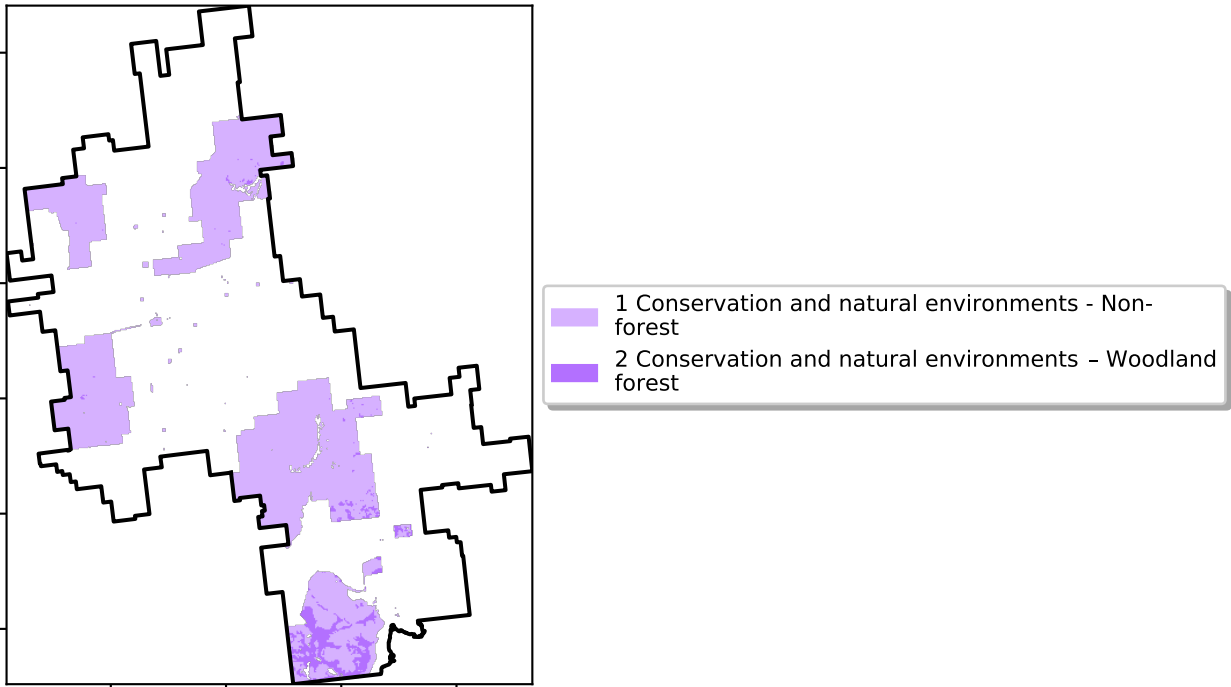 1 Conservation and natural environments - Non-
forest
2 Conservation and natural environments – Woodland
forest